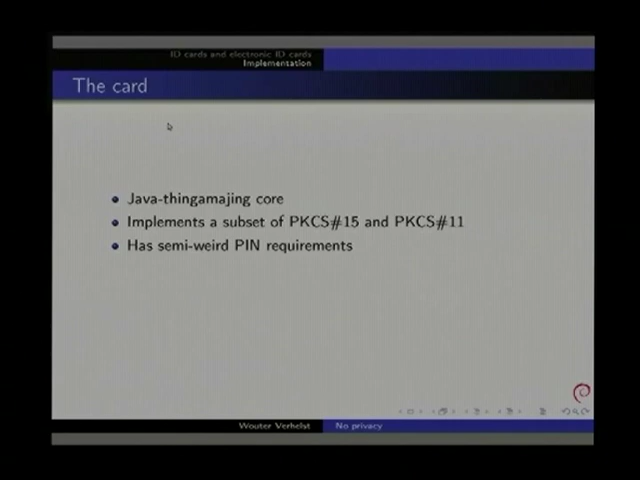 ID cards and electronic ID cards
Implementation
The card
Java-thingamajing core
Implements a subset of PKCS#15 and PKCS#11
Has semi-weird PIN requirements
Wouter Verhelst
No privacy